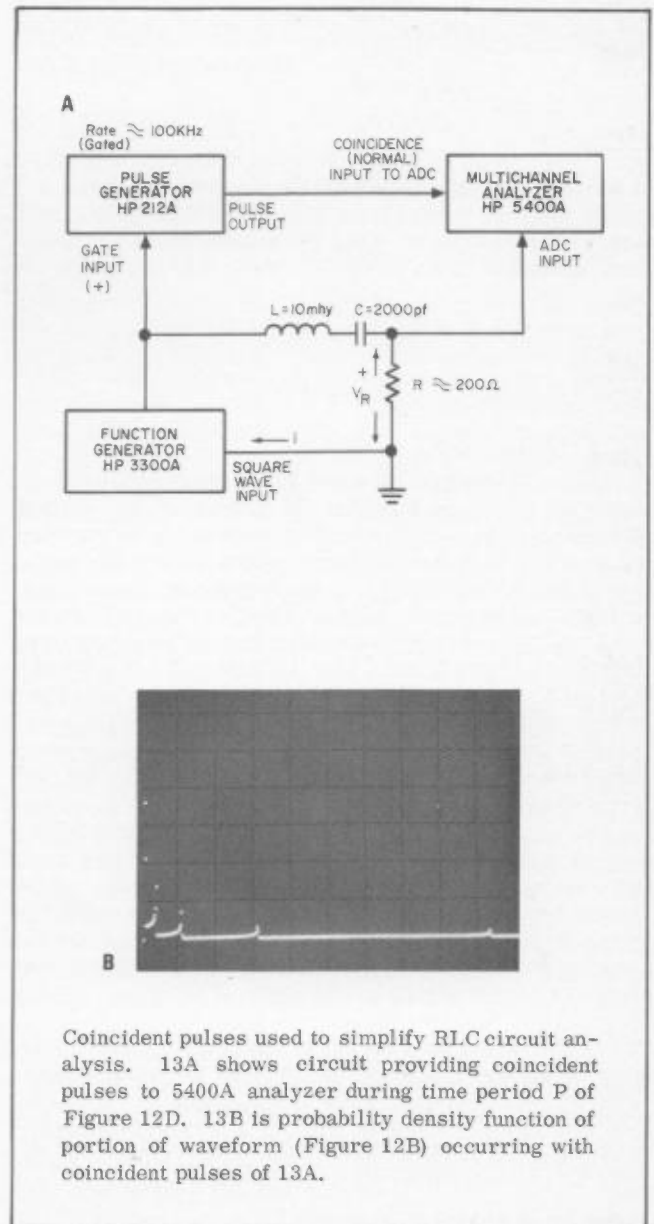 A
Rate ≈ 100KHz
(Gated)
PULSE
GENERATOR
HP 212A
PULSE
OUTPUT
COINCIDENCE
(NORMAL)
INPUT TO ADC
MULTICHANNEL
ANALYZER
HP 5400A
GATE
INPUT
(+)
ADC
INPUT
L=10mhy
C=2000pf
+
V_R
R ≈ 200Ω
FUNCTION
GENERATOR
HP 3300A
I
SQUARE
WAVE
INPUT
B
Coincident pulses used to simplify RLC circuit an-
alysis. 13A shows circuit providing coincident
pulses to 5400A analyzer during time period P of
Figure 12D. 13B is probability density function of
portion of waveform (Figure 12B) occurring with
coincident pulses of 13A.